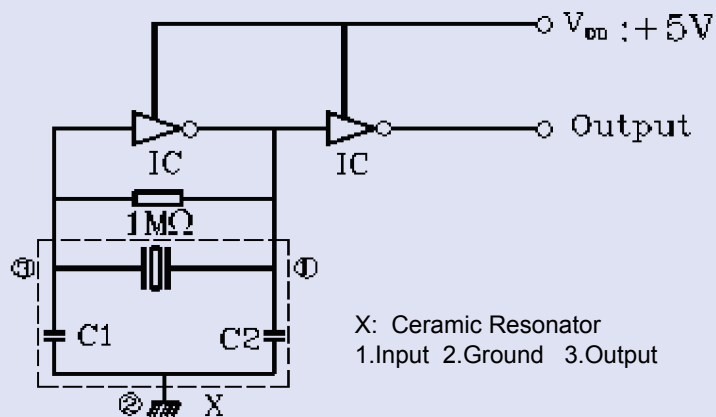 V_DD :+5V
Output
IC
IC
1MΩ
③
①
C1
C2
X: Ceramic Resonator
1.Input 2.Ground 3.Output
②
X